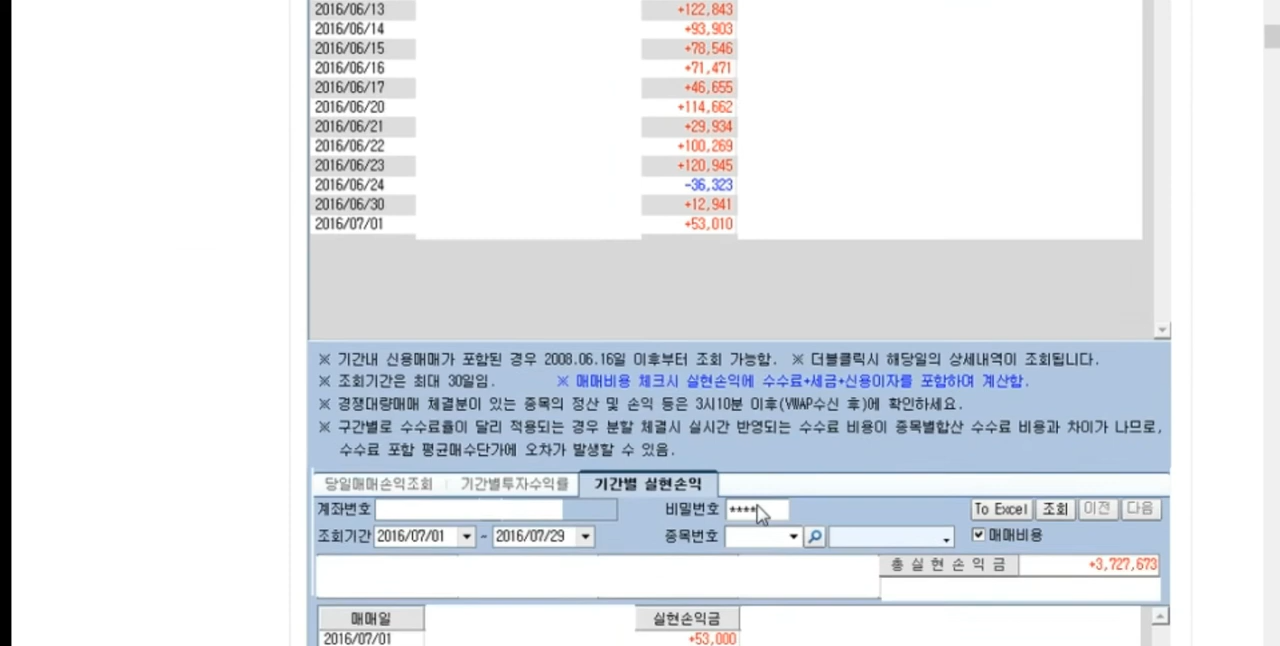 2016/06/13 +122,843
2016/06/14 +93,903
2016/06/15 +78,546
2016/06/16 +71,471
2016/06/17 +46,655
2016/06/20 +114,662
2016/06/21 +29,934
2016/06/22 +100,269
2016/06/23 +120,945
2016/06/24 -36,323
2016/06/30 +12,941
2016/07/01 +53,010
※ 기간내 신용매매가 포함된 경우 2008.06.16일 이후부터 조회 가능함. ※ 더블클릭시 해당일의 상세내역이 조회됩니다.
※ 조회기간은 최대 30일임. ※ 매매비용 체크시 실현손익에 수수료+세금+신용이자를 포함하여 계산함.
※ 경쟁대량매매 체결분이 있는 종목의 정산 및 손익 등은 3시10분 이후(VWAP수신 후)에 확인하세요.
※ 구간별로 수수료율이 달리 적용되는 경우 분할 체결시 실시간 반영되는 수수료 비용이 종목별합산 수수료 비용과 차이가 나므로,
수수료 포함 평균매수단가에 오차가 발생할 수 있음.
당일매매손익조회 기간별투자수익률 기간별 실현손익
계좌번호 비밀번호 **** To Excel 조회 이전 다음
조회기간 2016/07/01 ~ 2016/07/29 종목번호 매매비용
총 실 현 손 익 금 +3,727,673
매매일 실현손익금
2016/07/01 +53,000